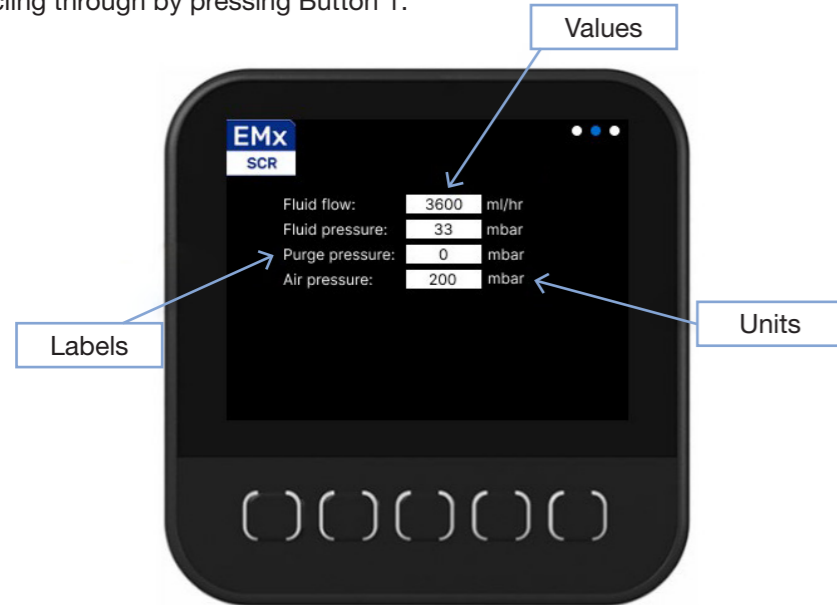 cling through by pressing Button 1.
Values
EMx
SCR
Fluid flow: 3600 ml/hr
Fluid pressure: 33 mbar
Purge pressure: 0 mbar
Air pressure: 200 mbar
Labels
Units